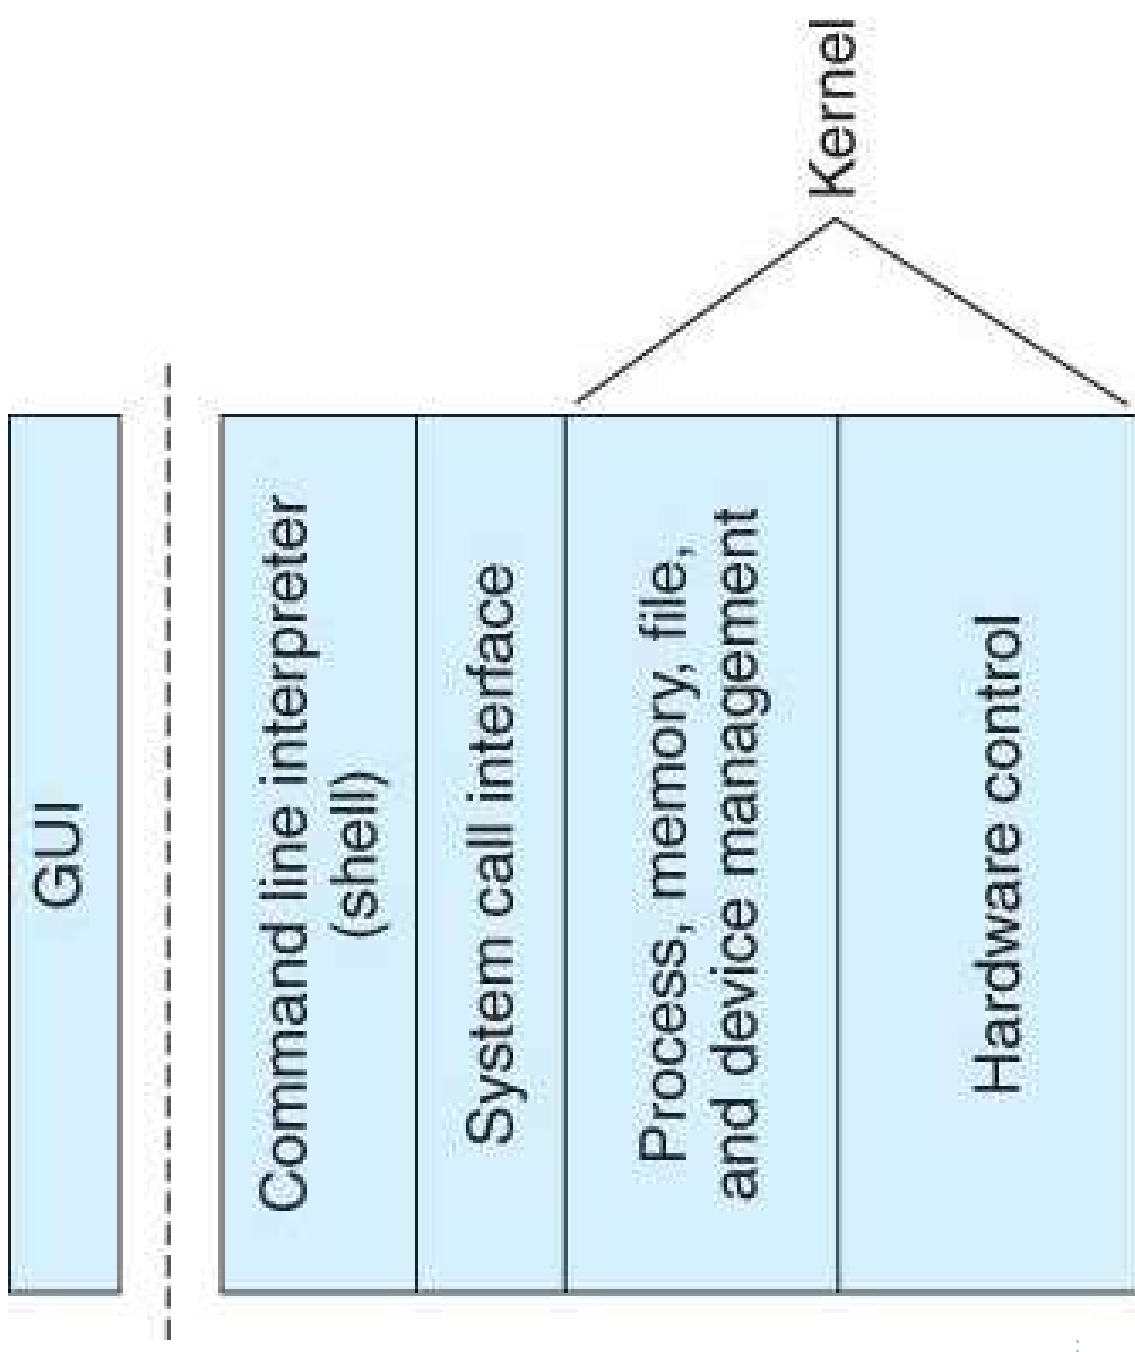 GUI
Command line interpreter
(shell)
System call interface
Process, memory, file,
and device management
Hardware control
Kernel